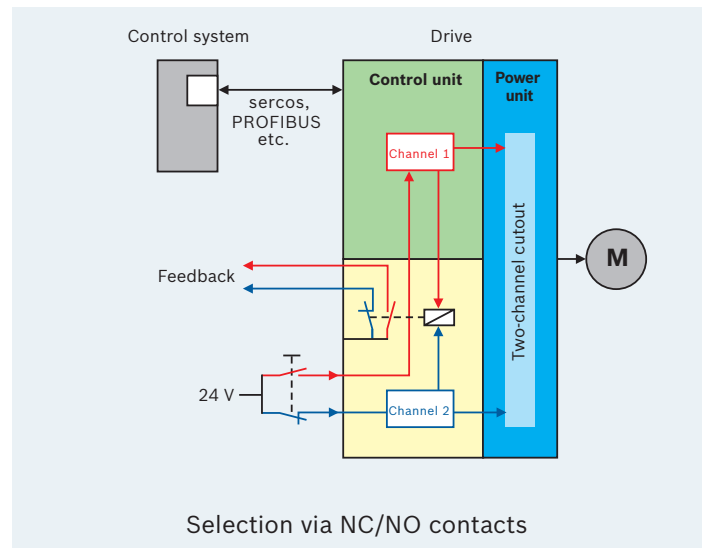 Control system
Drive
Control unit
Power
unit
sercos,
PROFIBUS
etc.
Channel 1
Two-channel cutout
M
Feedback
24 V
Channel 2
Selection via NC/NO contacts